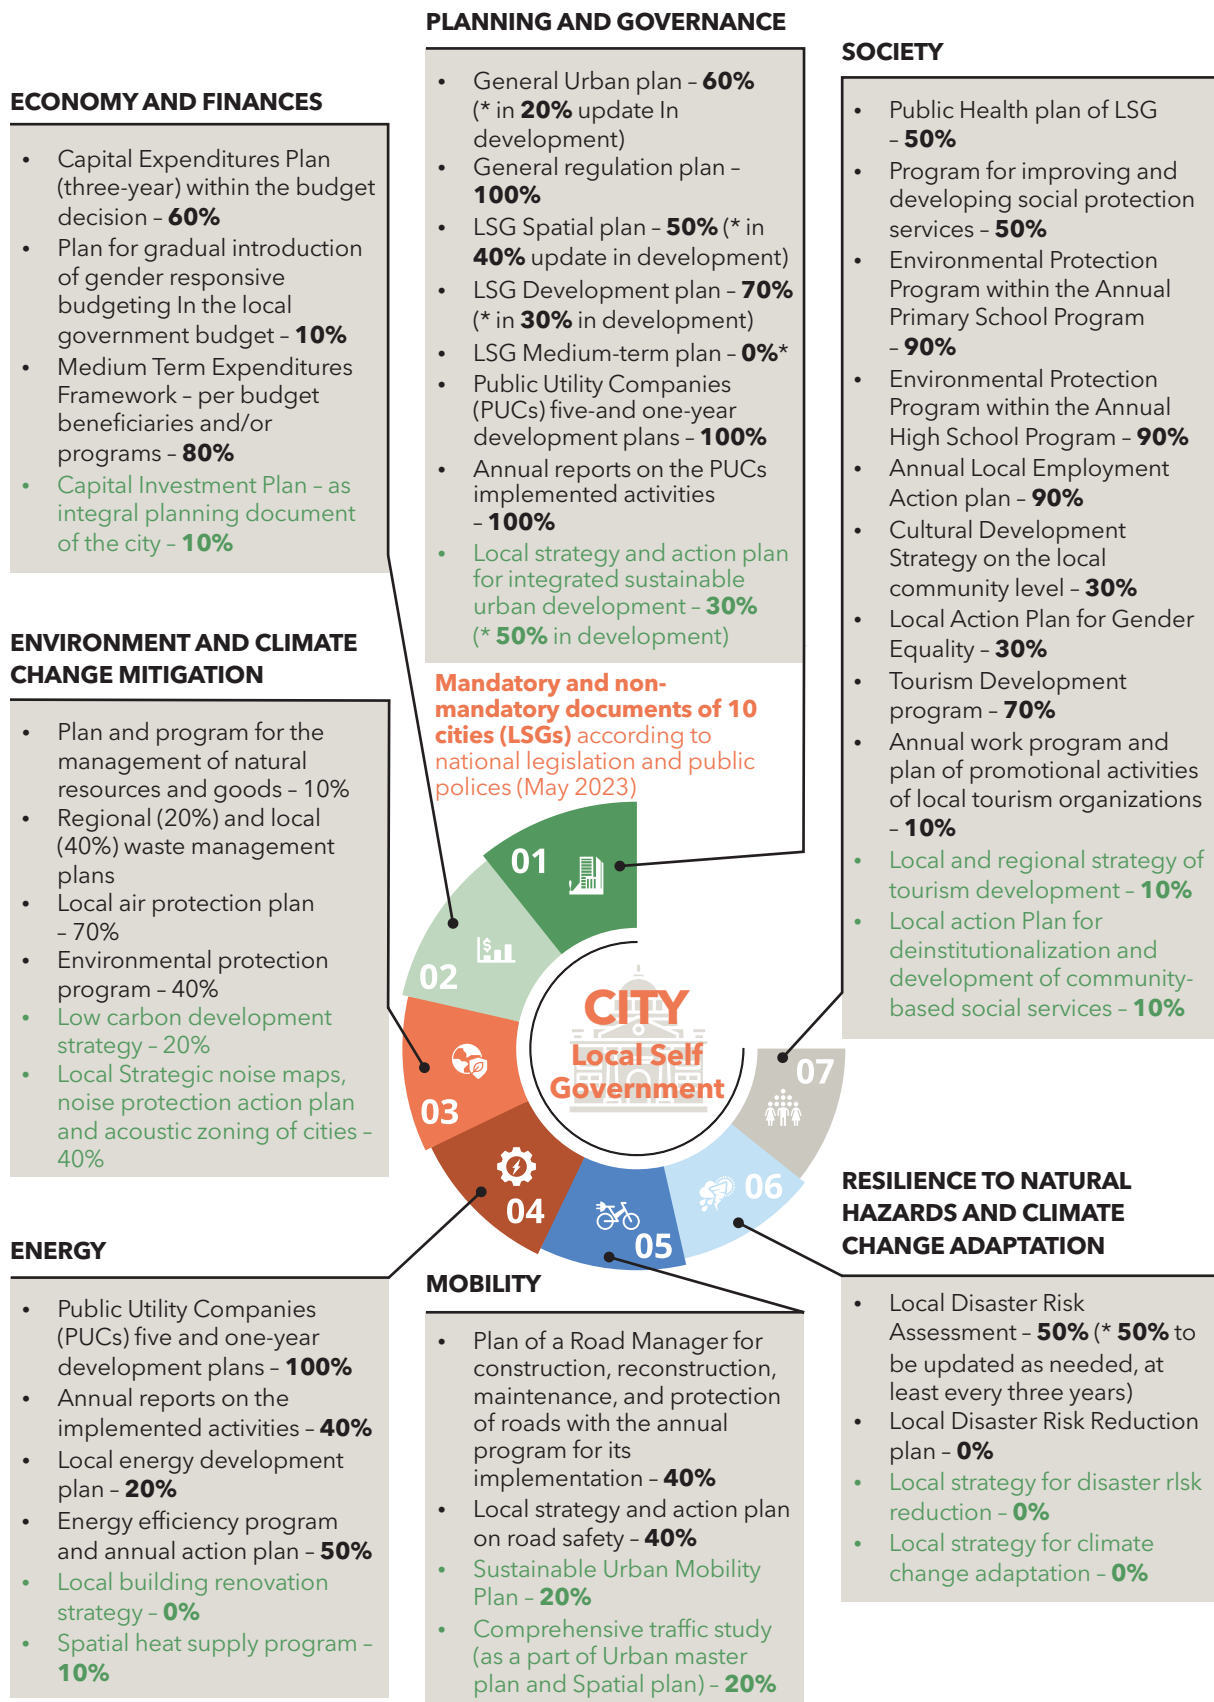 PLANNING AND GOVERNANCE
• General Urban plan – 60%
(* in 20% update In
development)
• General regulation plan –
100%
• LSG Spatial plan – 50% (* in
40% update in development)
• LSG Development plan – 70%
(* in 30% in development)
• LSG Medium-term plan – 0%*
• Public Utility Companies
(PUCs) five-and one-year
development plans – 100%
• Annual reports on the PUCs
implemented activities
– 100%
• Local strategy and action plan
for integrated sustainable
urban development – 30%
(* 50% in development)
ECONOMY AND FINANCES
• Capital Expenditures Plan
(three-year) within the budget
decision – 60%
• Plan for gradual introduction
of gender responsive
budgeting In the local
government budget – 10%
• Medium Term Expenditures
Framework – per budget
beneficiaries and/or
programs – 80%
• Capital Investment Plan – as
integral planning document
of the city – 10%
SOCIETY
• Public Health plan of LSG
– 50%
• Program for improving and
developing social protection
services – 50%
• Environmental Protection
Program within the Annual
Primary School Program
– 90%
• Environmental Protection
Program within the Annual
High School Program – 90%
• Annual Local Employment
Action plan – 90%
• Cultural Development
Strategy on the local
community level – 30%
• Local Action Plan for Gender
Equality – 30%
• Tourism Development
program – 70%
• Annual work program and
plan of promotional activities
of local tourism organizations
– 10%
• Local and regional strategy of
tourism development – 10%
• Local action Plan for
deinstitutionalization and
development of community-
based social services – 10%
ENVIRONMENT AND CLIMATE
CHANGE MITIGATION
• Plan and program for the
management of natural
resources and goods – 10%
• Regional (20%) and local
(40%) waste management
plans
• Local air protection plan
– 70%
• Environmental protection
program – 40%
• Low carbon development
strategy – 20%
• Local Strategic noise maps,
noise protection action plan
and acoustic zoning of cities –
40%
Mandatory and non-
mandatory documents of 10
cities (LSGs) according to
national legislation and public
polices (May 2023)
01
02
03
04
05
06
07
$
CITY
Local Self
Government
ENERGY
• Public Utility Companies
(PUCs) five and one-year
development plans – 100%
• Annual reports on the
implemented activities – 40%
• Local energy development
plan – 20%
• Energy efficiency program
and annual action plan – 50%
• Local building renovation
strategy – 0%
• Spatial heat supply program –
10%
MOBILITY
• Plan of a Road Manager for
construction, reconstruction,
maintenance, and protection
of roads with the annual
program for its
implementation – 40%
• Local strategy and action plan
on road safety – 40%
• Sustainable Urban Mobility
Plan – 20%
• Comprehensive traffic study
(as a part of Urban master
plan and Spatial plan) – 20%
RESILIENCE TO NATURAL
HAZARDS AND CLIMATE
CHANGE ADAPTATION
• Local Disaster Risk
Assessment – 50% (* 50% to
be updated as needed, at
least every three years)
• Local Disaster Risk Reduction
plan – 0%
• Local strategy for disaster rIsk
reduction – 0%
• Local strategy for climate
change adaptation – 0%